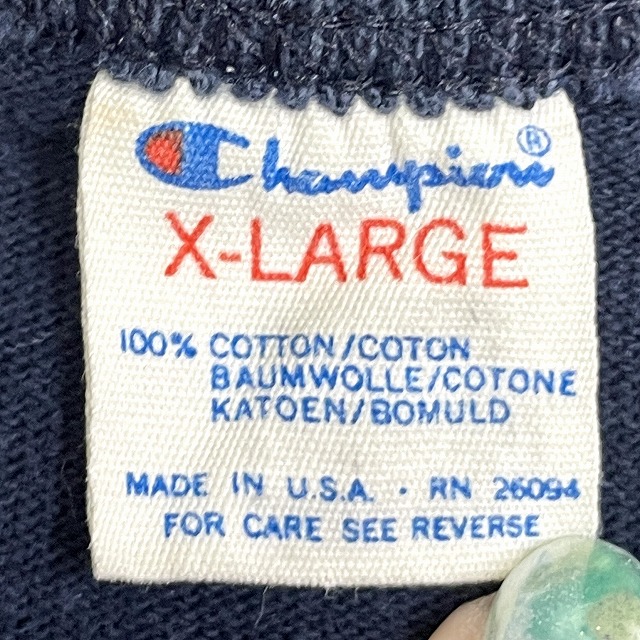 Champion®
X-LARGE
100% COTTON/COTON
BAUMWOLLE/COTONE
KATOEN/BOMULD
MADE IN U.S.A. · RN 26094
FOR CARE SEE REVERSE